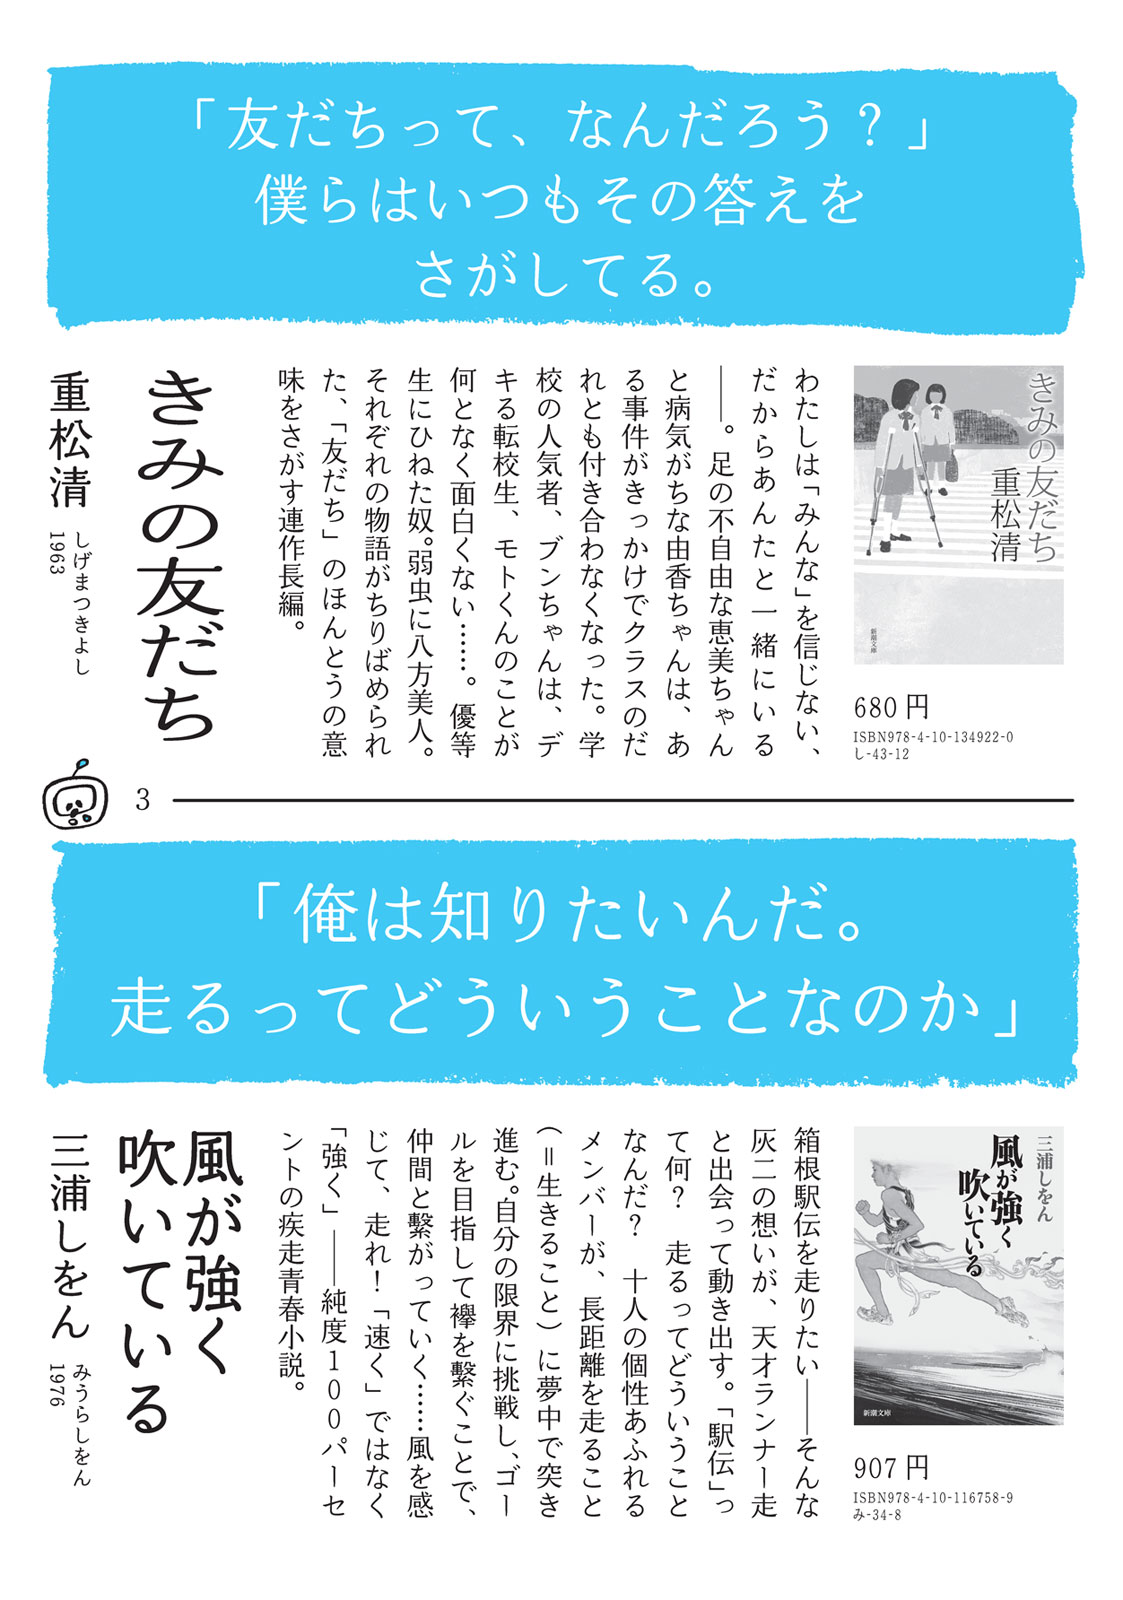 「友だちって、なんだろう？」
僕らはいつもその答えを
さがしてる。
きみの友だち
重松清
新潮文庫
680円
ISBN978-4-10-134922-0
し-43-12
わたしは「みんな」を信じない、
だからあんたと一緒にいる
――。足の不自由な恵美ちゃん
と病気がちな由香ちゃんは、あ
る事件がきっかけでクラスのだ
れとも付き合わなくなった。学
校の人気者、ブンちゃんは、デ
キる転校生、モトくんのことが
何となく面白くない……。優等
生にひねた奴。弱虫に八方美人。
それぞれの物語がちりばめられ
た、「友だち」のほんとうの意
味をさがす連作長編。
きみの友だち
重松清
しげまつきよし
1963
3
「俺は知りたいんだ。
走るってどういうことなのか」
三浦しをん
風が強く
吹いている
新潮文庫
907円
ISBN978-4-10-116758-9
み-34-8
箱根駅伝を走りたい――そんな
灰二の想いが、天才ランナー走
と出会って動き出す。「駅伝」っ
て何？　走るってどういうこと
なんだ？　十人の個性あふれる
メンバーが、長距離を走ること
（＝生きること）に夢中で突き
進む。自分の限界に挑戦し、ゴー
ルを目指して襷を繋ぐことで、
仲間と繋がっていく……風を感
じて、走れ！「速く」ではなく
「強く」――純度100パーセ
ントの疾走青春小説。
風が強く
吹いている
三浦しをん
みうらしをん
1976